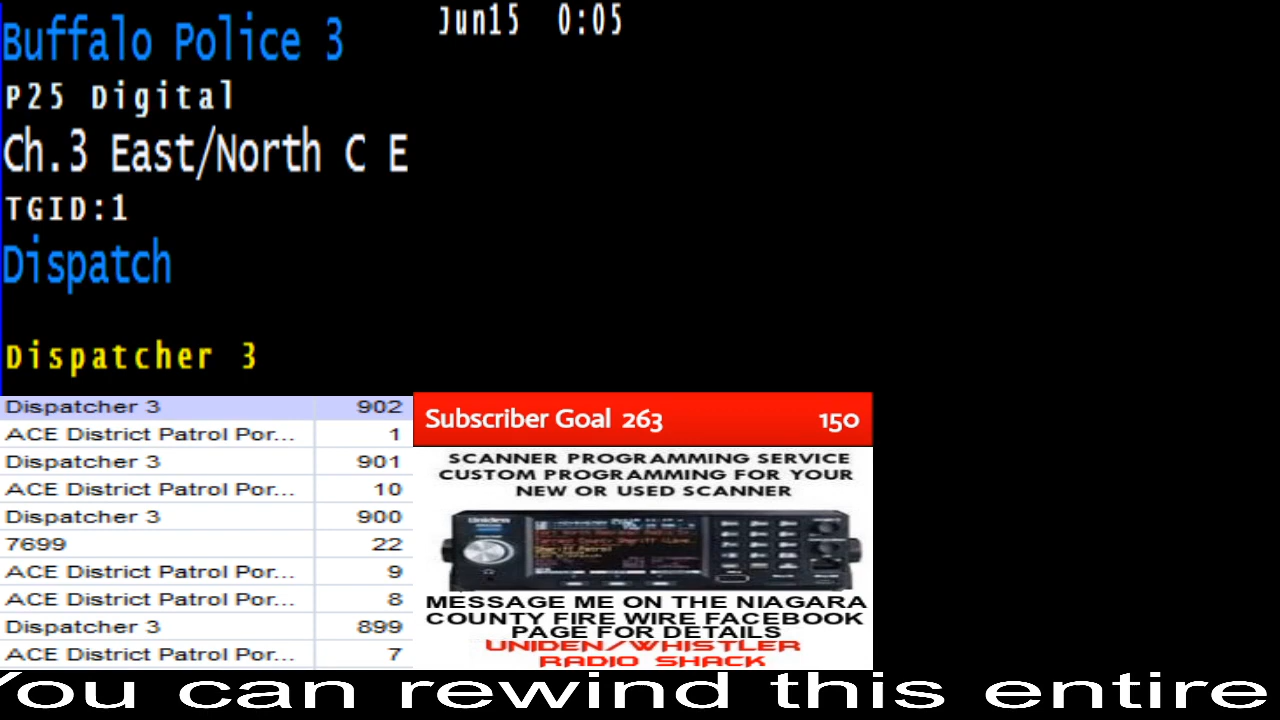 Buffalo Police 3
Jun15 0:05
P25 Digital
Ch.3 East/North C E
TGID:1
Dispatch
Dispatcher 3
Dispatcher 3 902
ACE District Patrol Por... 1
Dispatcher 3 901
ACE District Patrol Por... 10
Dispatcher 3 900
7699 22
ACE District Patrol Por... 9
ACE District Patrol Por... 8
Dispatcher 3 899
ACE District Patrol Por... 7
Subscriber Goal 263 150
SCANNER PROGRAMMING SERVICE
CUSTOM PROGRAMMING FOR YOUR
NEW OR USED SCANNER
Uniden
Sheriff Patrol
MESSAGE ME ON THE NIAGARA
COUNTY FIRE WIRE FACEBOOK
PAGE FOR DETAILS
UNIDEN/WHISTLER
RADIO SHACK
You can rewind this entire